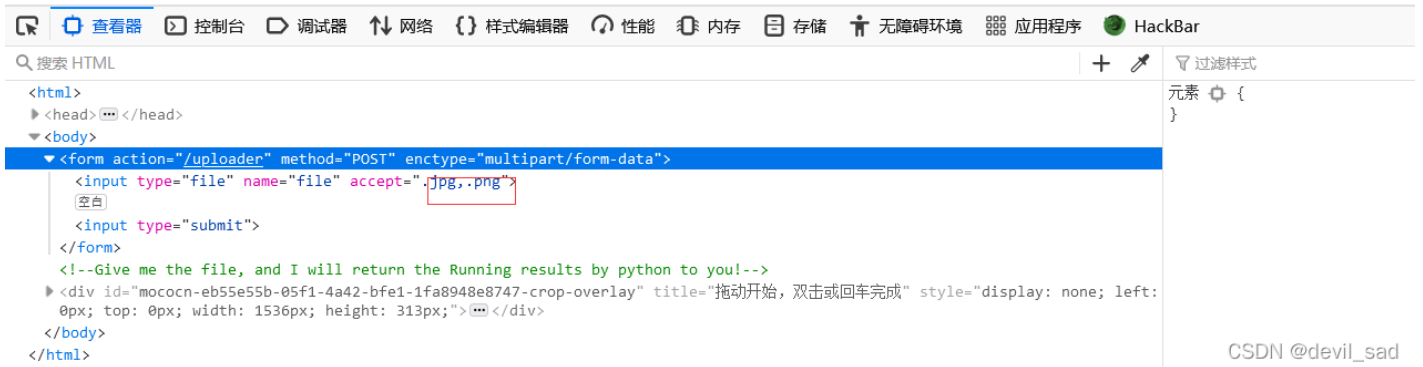 查看器 控制台 调试器 网络 {} 样式编辑器 性能 内存 存储 无障碍环境 应用程序 HackBar
搜索 HTML + 过滤样式
<html>
<head>⋯</head>
<body>
<form action="/uploader" method="POST" enctype="multipart/form-data">
<input type="file" name="file" accept=".jpg,.png">
空白
<input type="submit">
</form>
<!--Give me the file, and I will return the Running results by python to you!-->
<div id="mococn-eb55e55b-05f1-4a42-bfe1-1fa8948e8747-crop-overlay" title="拖动开始，双击或回车完成" style="display: none; left:
0px; top: 0px; width: 1536px; height: 313px;">⋯</div>
</body>
</html>
元素 {
}
CSDN @devil_sad